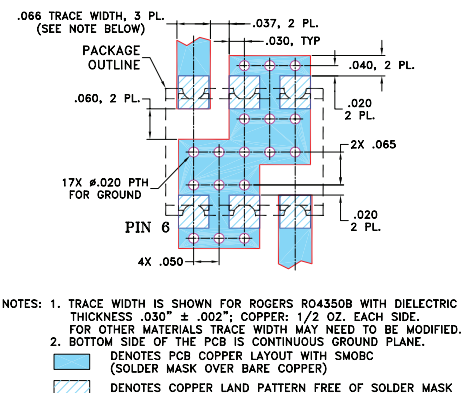 .066 TRACE WIDTH, 3 PL.
(SEE NOTE BELOW)
.037, 2 PL.
.030, TYP
PACKAGE
OUTLINE
.040, 2 PL.
.060, 2 PL.
.020
2 PL.
2X .065
17X ø.020 PTH
FOR GROUND
.020
2 PL.
PIN 6
4X .050
NOTES: 1. TRACE WIDTH IS SHOWN FOR ROGERS RO4350B WITH DIELECTRIC
THICKNESS .030" ± .002"; COPPER: 1/2 OZ. EACH SIDE.
FOR OTHER MATERIALS TRACE WIDTH MAY NEED TO BE MODIFIED.
2. BOTTOM SIDE OF THE PCB IS CONTINUOUS GROUND PLANE.
DENOTES PCB COPPER LAYOUT WITH SMOBC
(SOLDER MASK OVER BARE COPPER)
DENOTES COPPER LAND PATTERN FREE OF SOLDER MASK